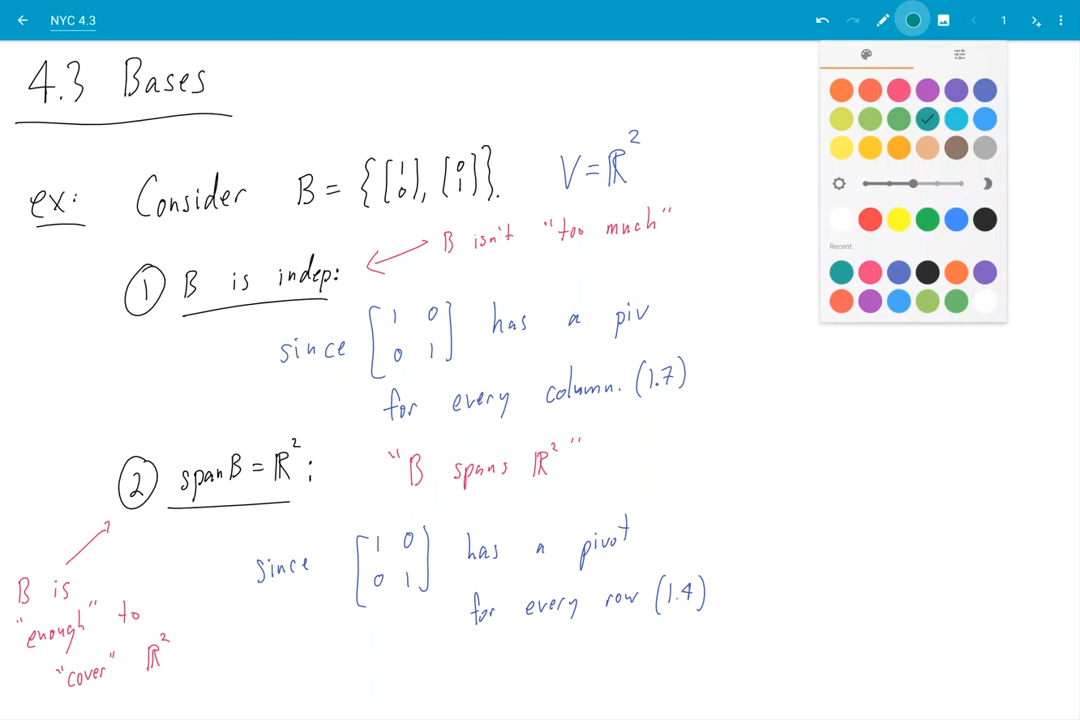 NYC 4.3
1
Recent
4.3 Bases
ex: Consider B = {[1 0], [0 1]}. V = ℝ²
B isn't "too much"
① B is indep:
since [1 0
0 1] has a piv
for every column. (1.7)
② span B = ℝ²: "B spans ℝ²"
since [1 0
0 1] has a pivot
for every row (1.4)
B is
"enough" to
"cover" ℝ²